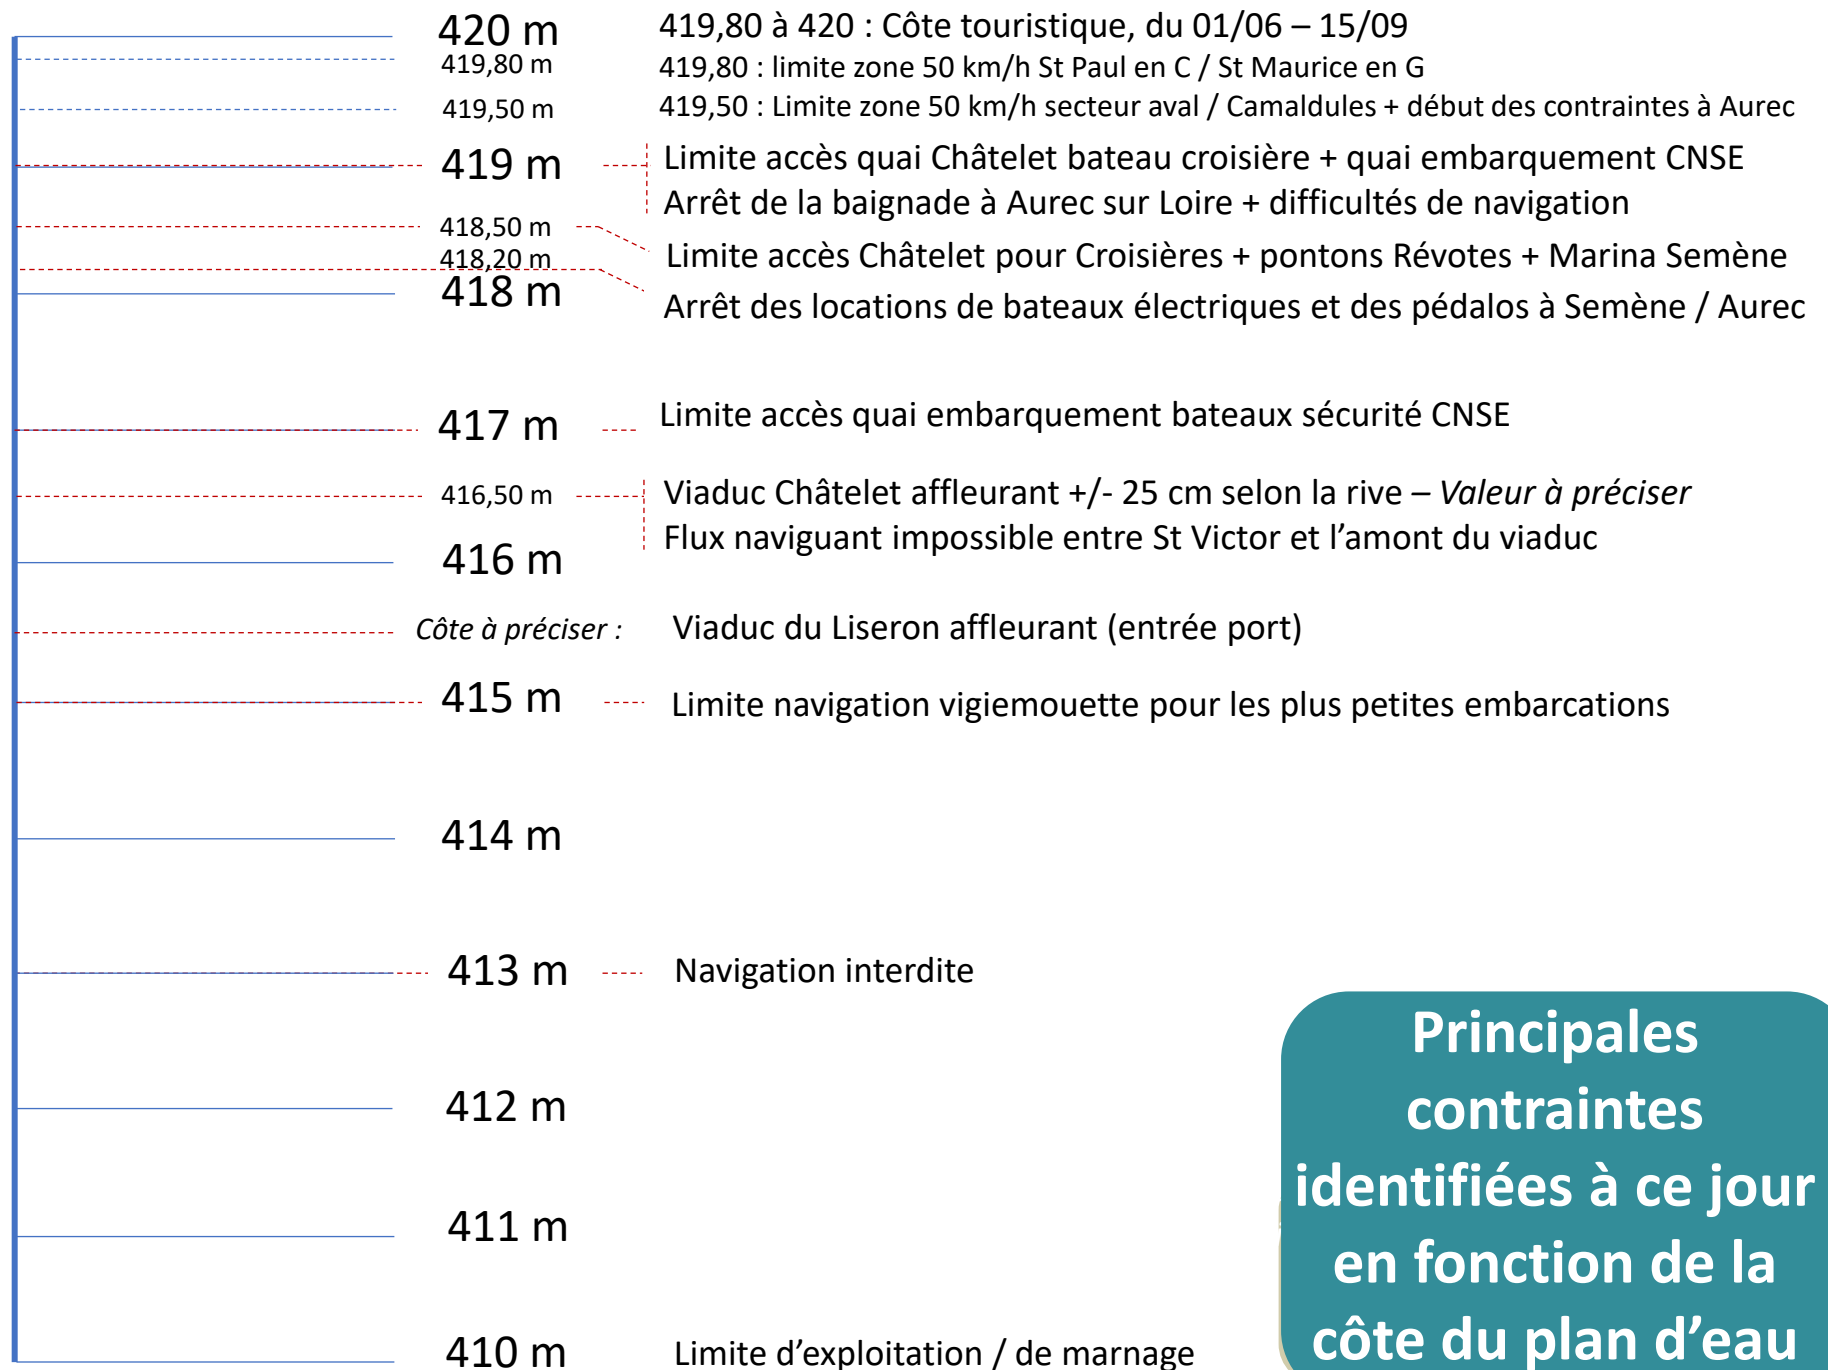 420 m 419,80 à 420 : Côte touristique, du 01/06 – 15/09
419,80 m 419,80 : limite zone 50 km/h St Paul en C / St Maurice en G
419,50 m 419,50 : Limite zone 50 km/h secteur aval / Camaldules + début des contraintes à Aurec
419 m Limite accès quai Châtelet bateau croisière + quai embarquement CNSE
Arrêt de la baignade à Aurec sur Loire + difficultés de navigation
418,50 m Limite accès Châtelet pour Croisières + pontons Révotes + Marina Semène
418,20 m Arrêt des locations de bateaux électriques et des pédalos à Semène / Aurec
418 m
417 m Limite accès quai embarquement bateaux sécurité CNSE
416,50 m Viaduc Châtelet affleurant +/- 25 cm selon la rive – Valeur à préciser
Flux naviguant impossible entre St Victor et l’amont du viaduc
416 m
Côte à préciser : Viaduc du Liseron affleurant (entrée port)
415 m Limite navigation vigiemouette pour les plus petites embarcations
414 m
413 m Navigation interdite
412 m
411 m
410 m Limite d’exploitation / de marnage
Principales
contraintes
identifiées à ce jour
en fonction de la
côte du plan d’eau